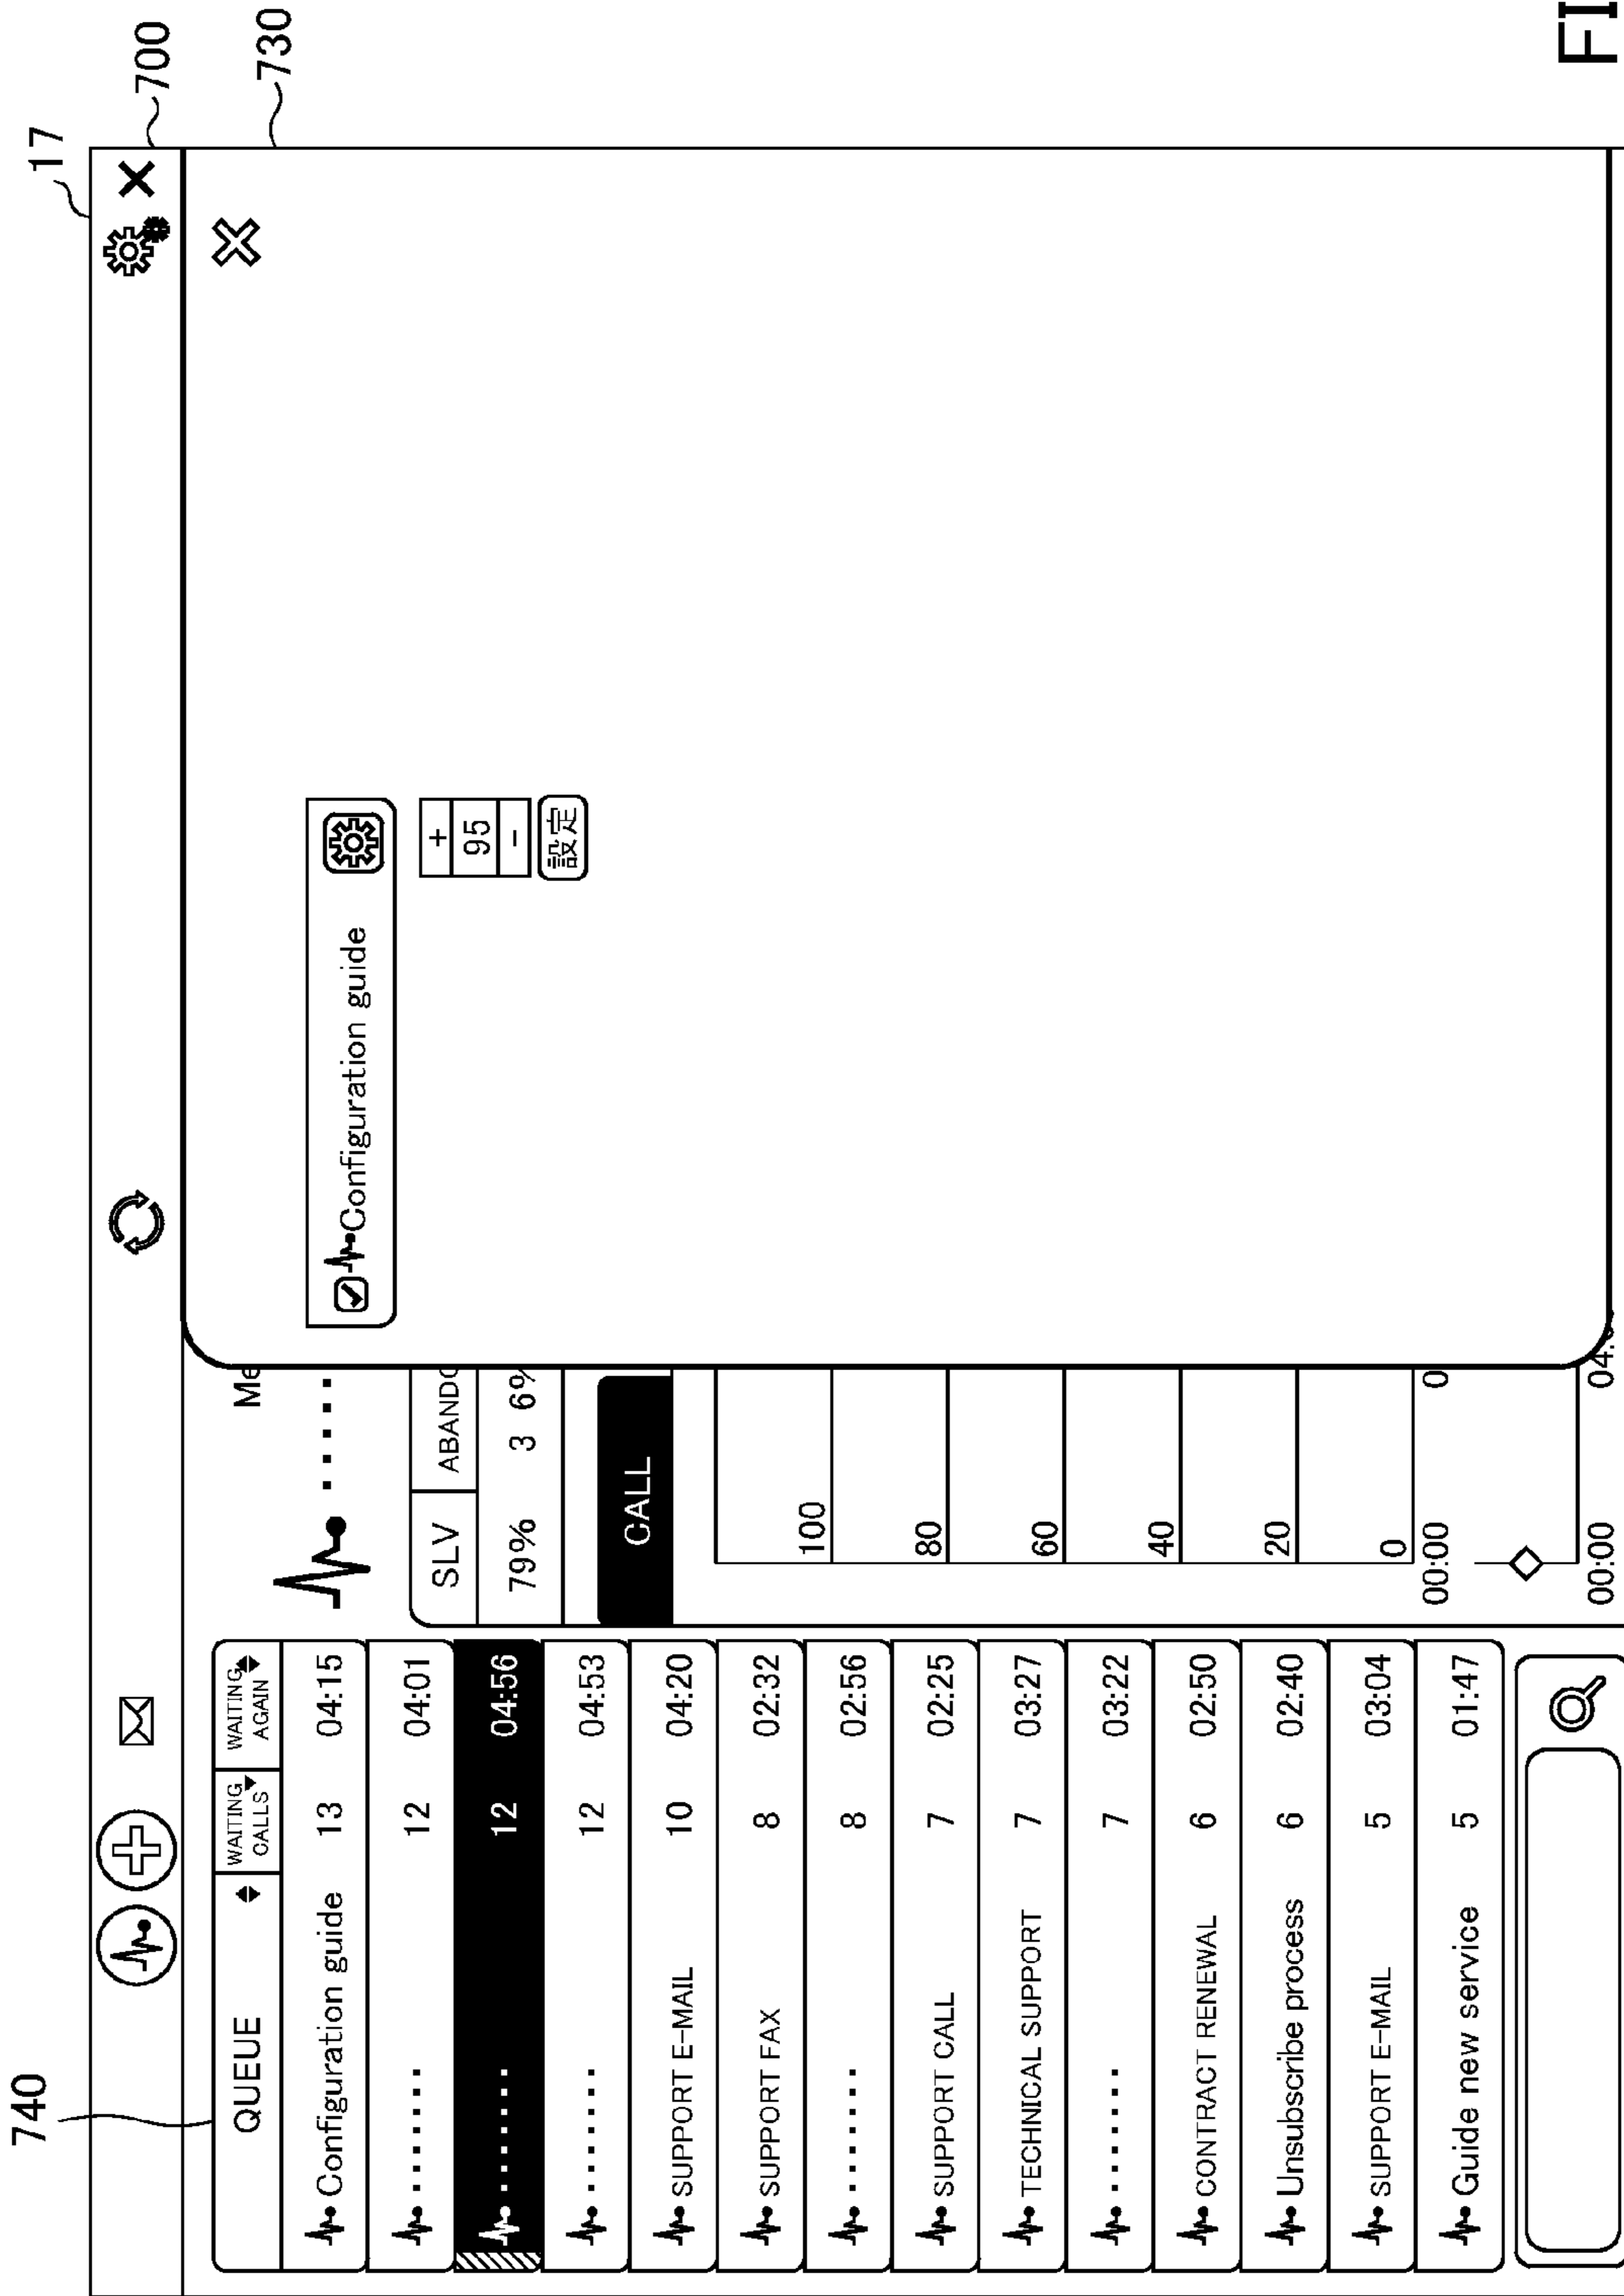 740
17
700
730
QUEUE
WAITING CALLS
WAITING AGAIN
Configuration guide 13 04:15
........ 12 04:01
........ 12 04:56
........ 12 04:53
SUPPORT E-MAIL 10 04:20
SUPPORT FAX 8 02:32
........ 8 02:56
SUPPORT CALL 7 02:25
TECHNICAL SUPPORT 7 03:27
........ 7 03:22
CONTRACT RENEWAL 6 02:50
Unsubscribe process 6 02:40
SUPPORT E-MAIL 5 03:04
Guide new service 5 01:47
Me
.....
SLV ABANDO
79% 3 6%
CALL
100
80
60
40
20
0
00:00 0
00:00 04:
Configuration guide
+
95
-
設定
FI